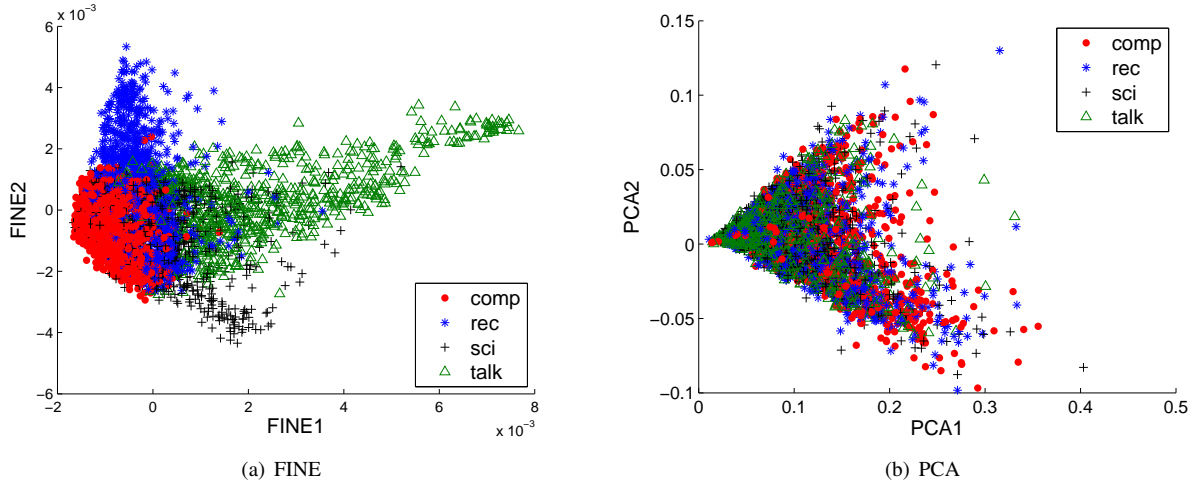 x 10⁻³
6
4
2
0
−2
−4
−6
FINE2
−2 0 2 4 6 8
x 10⁻³
FINE1
comp
rec
sci
talk
(a) FINE
0.15
0.1
0.05
0
−0.05
−0.1
PCA2
0 0.1 0.2 0.3 0.4 0.5
PCA1
comp
rec
sci
talk
(b) PCA